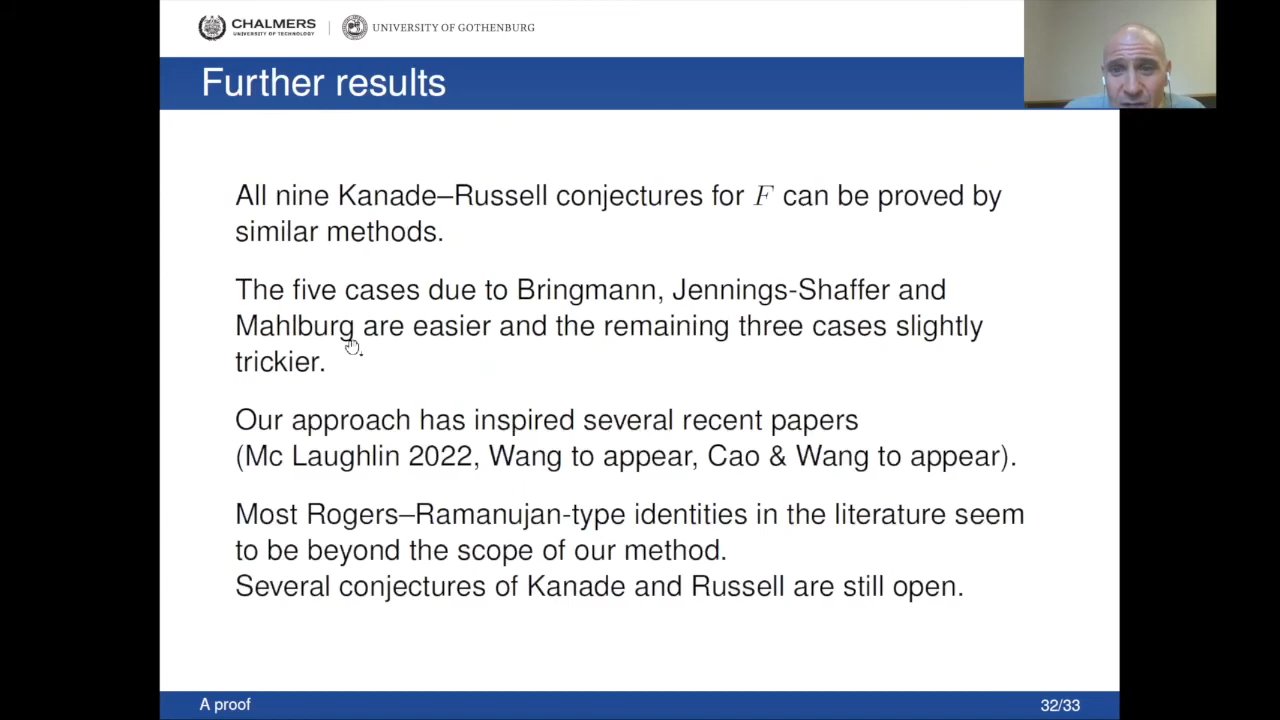 CHALMERS
UNIVERSITY OF TECHNOLOGY
UNIVERSITY OF GOTHENBURG
Further results
All nine Kanade–Russell conjectures for F can be proved by
similar methods.
The five cases due to Bringmann, Jennings-Shaffer and
Mahlburg are easier and the remaining three cases slightly
trickier.
Our approach has inspired several recent papers
(Mc Laughlin 2022, Wang to appear, Cao & Wang to appear).
Most Rogers–Ramanujan-type identities in the literature seem
to be beyond the scope of our method.
Several conjectures of Kanade and Russell are still open.
A proof
32/33